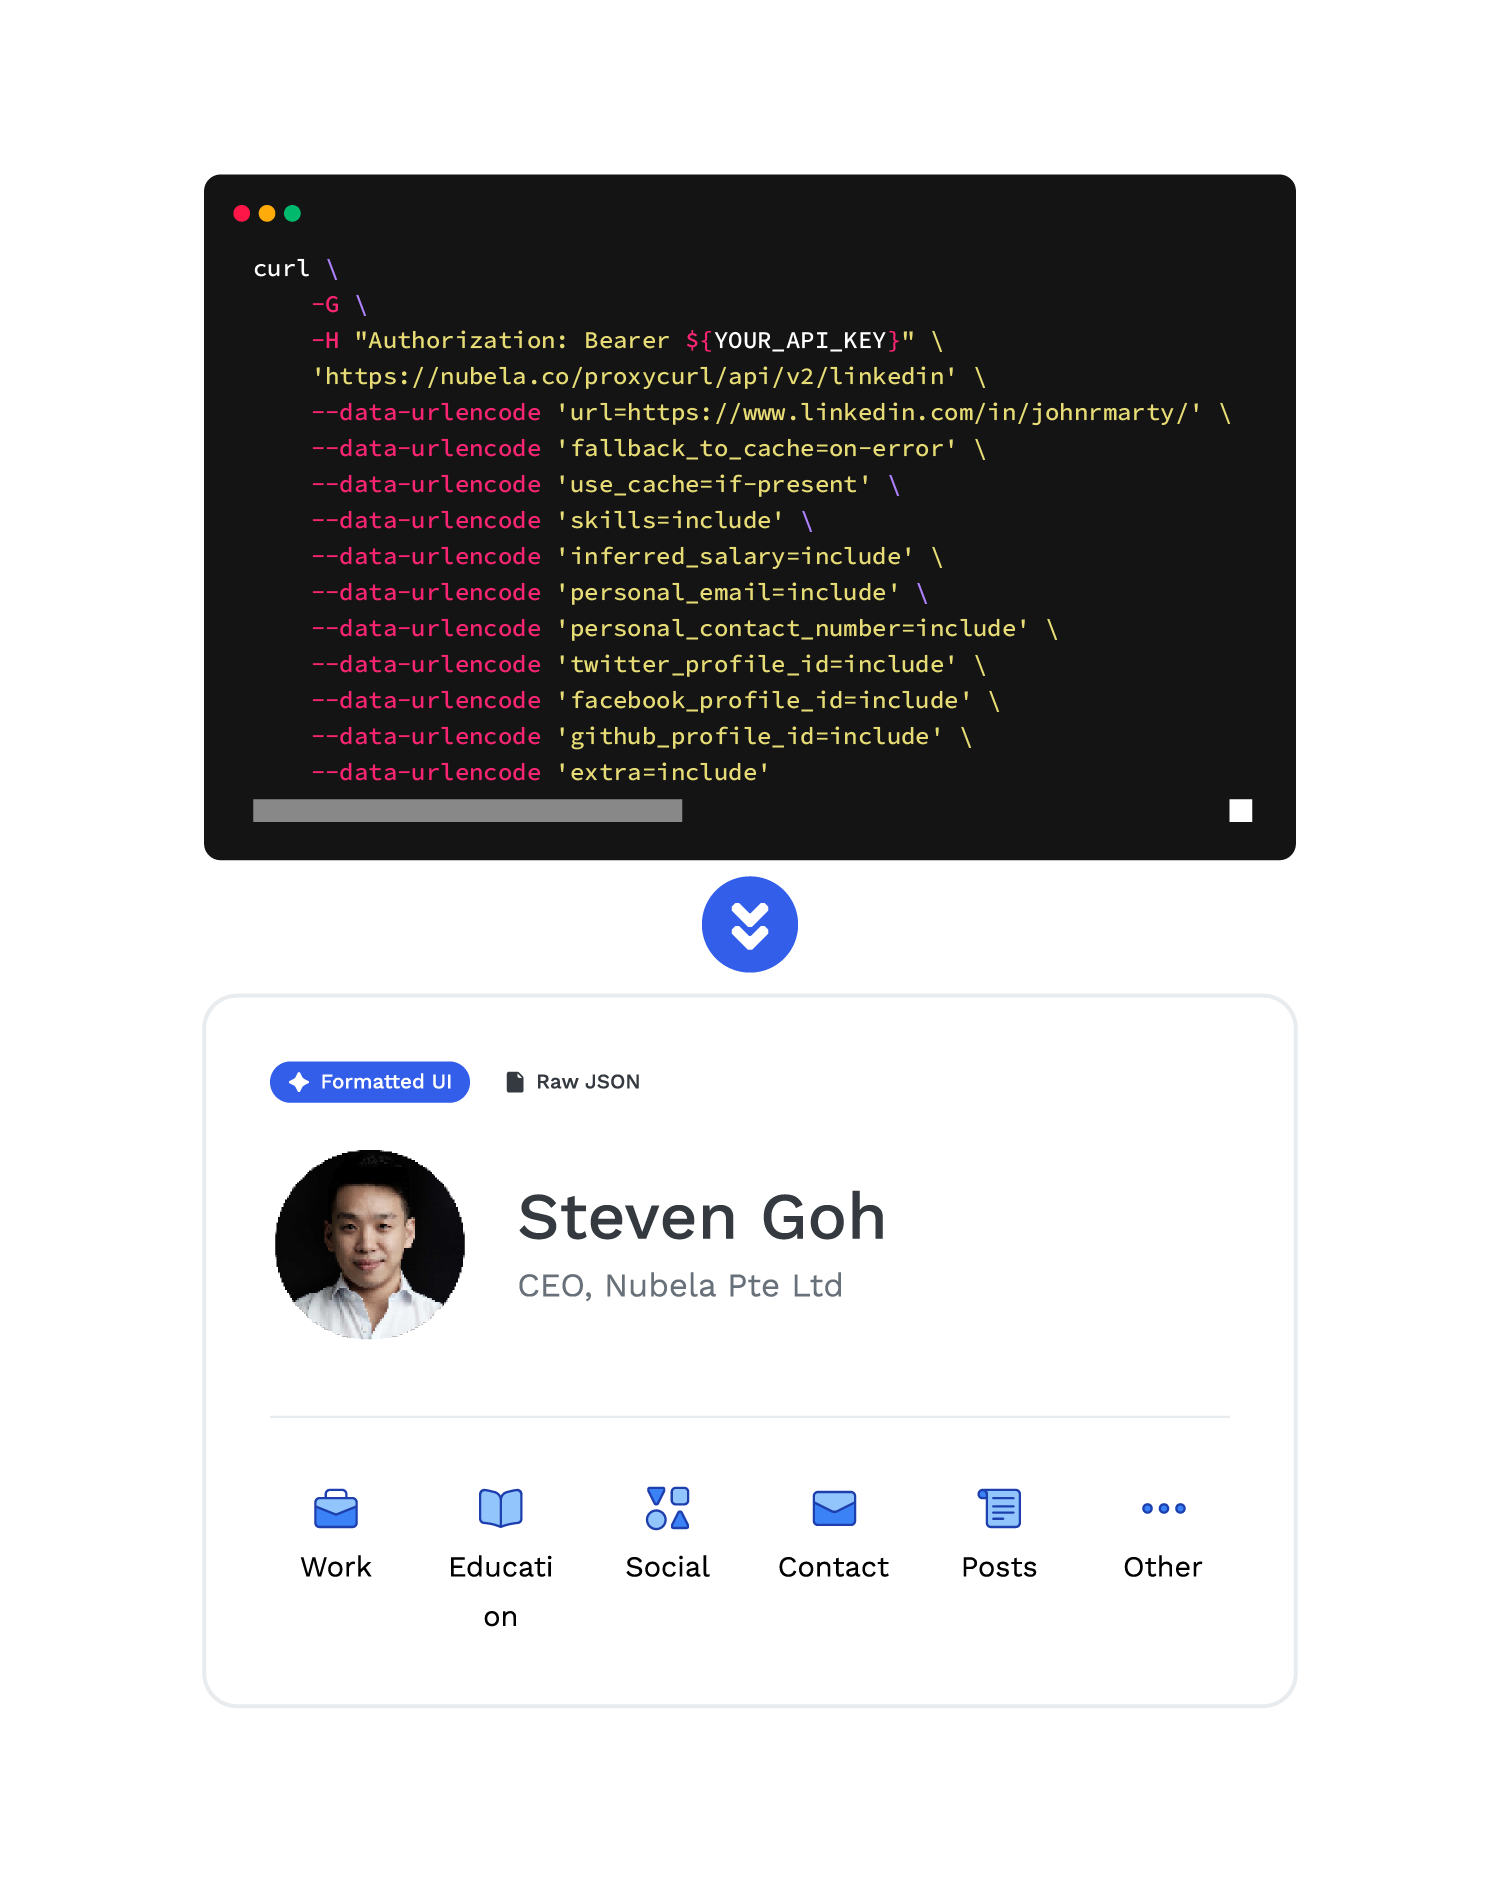 curl \
-G \
-H "Authorization: Bearer ${YOUR_API_KEY}" \
'https://nubela.co/proxycurl/api/v2/linkedin' \
--data-urlencode 'url=https://www.linkedin.com/in/johnrmarty/' \
--data-urlencode 'fallback_to_cache=on-error' \
--data-urlencode 'use_cache=if-present' \
--data-urlencode 'skills=include' \
--data-urlencode 'inferred_salary=include' \
--data-urlencode 'personal_email=include' \
--data-urlencode 'personal_contact_number=include' \
--data-urlencode 'twitter_profile_id=include' \
--data-urlencode 'facebook_profile_id=include' \
--data-urlencode 'github_profile_id=include' \
--data-urlencode 'extra=include'
Formatted UI Raw JSON
Steven Goh
CEO, Nubela Pte Ltd
Work Educati Social Contact Posts Other
on